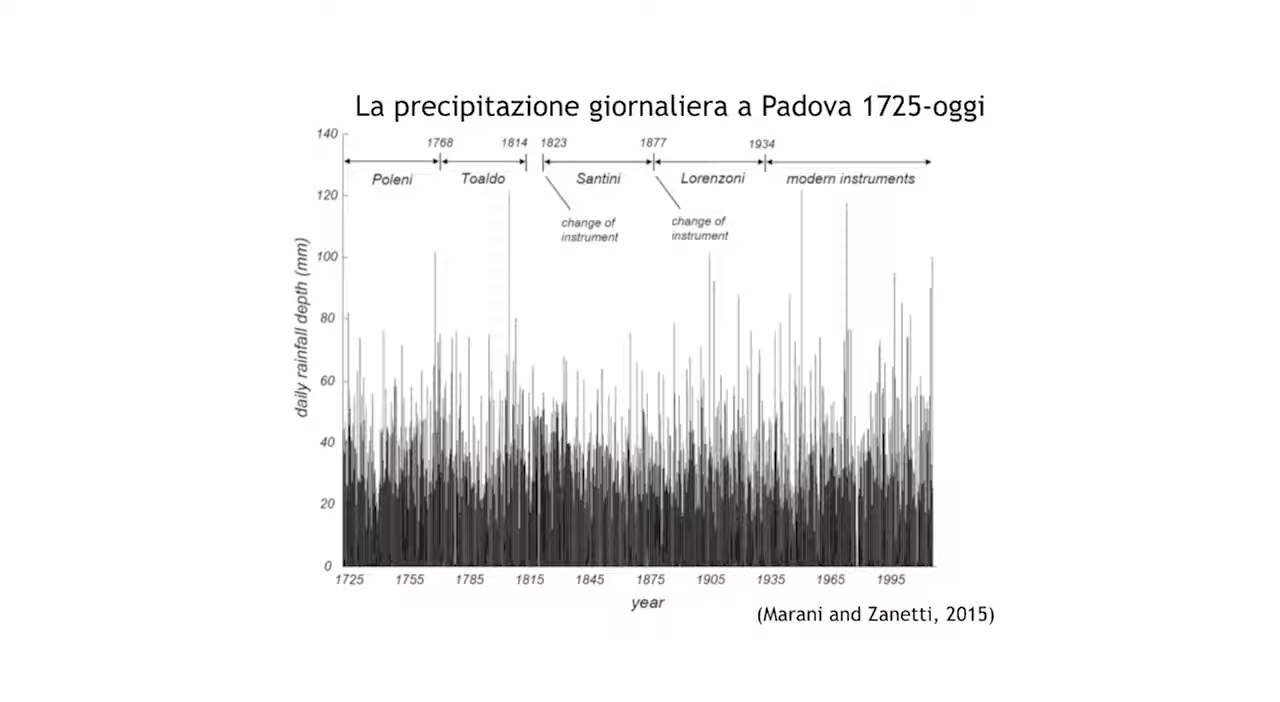 La precipitazione giornaliera a Padova 1725-oggi
140
1768 1814 1823 1877 1934
Poleni Toaldo Santini Lorenzoni modern instruments
120
change of
instrument
change of
instrument
100
80
60
40
20
0
daily rainfall depth (mm)
1725 1755 1785 1815 1845 1875 1905 1935 1965 1995
year
(Marani and Zanetti, 2015)